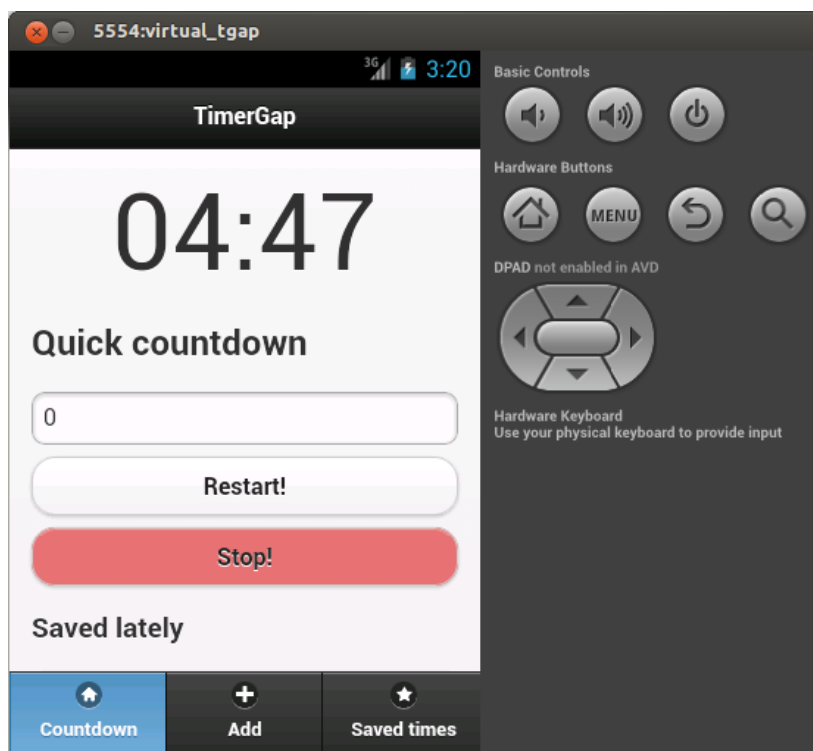 5554:virtual_tgap
3G 3:20
TimerGap
04:47
Quick countdown
0
Restart!
Stop!
Saved lately
Countdown
Add
Saved times
Basic Controls
Hardware Buttons
MENU
DPAD not enabled in AVD
Hardware Keyboard
Use your physical keyboard to provide input